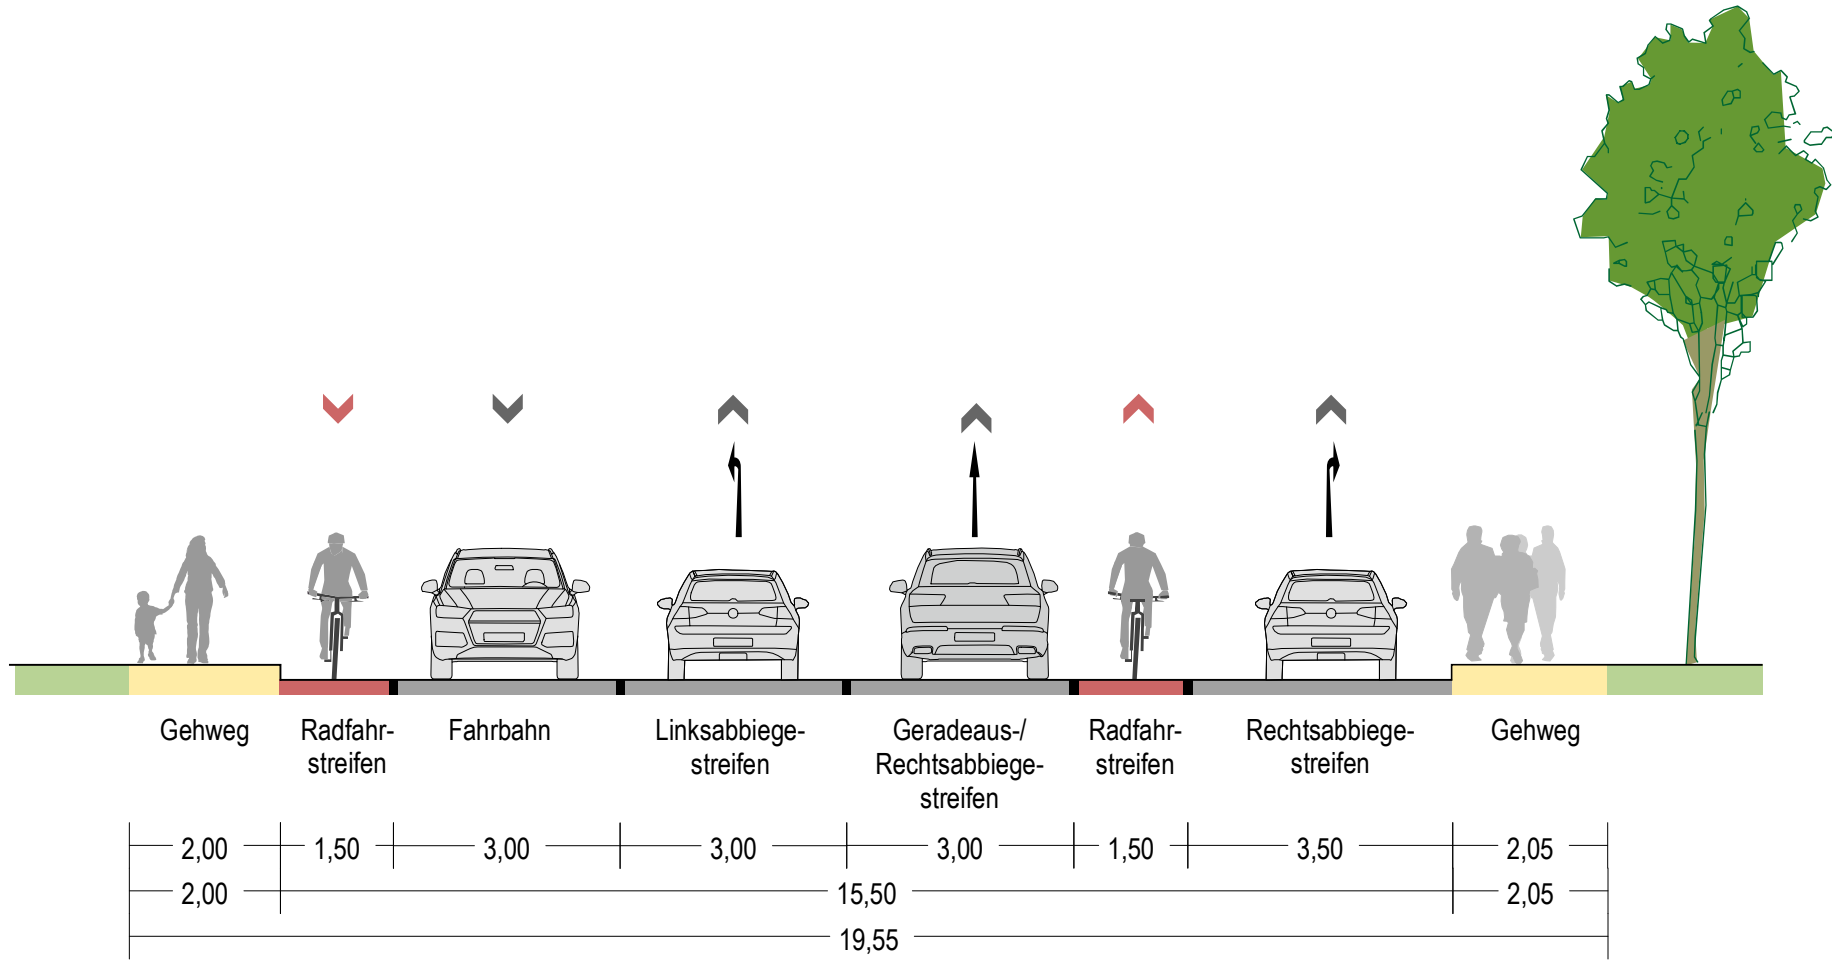 Gehweg
Radfahr-
streifen
Fahrbahn
Linksabbiege-
streifen
Geradeaus-/
Rechtsabbiege-
streifen
Radfahr-
streifen
Rechtsabbiege-
streifen
Gehweg
2,00 1,50 3,00 3,00 3,00 1,50 3,50 2,05
2,00 15,50 2,05
19,55